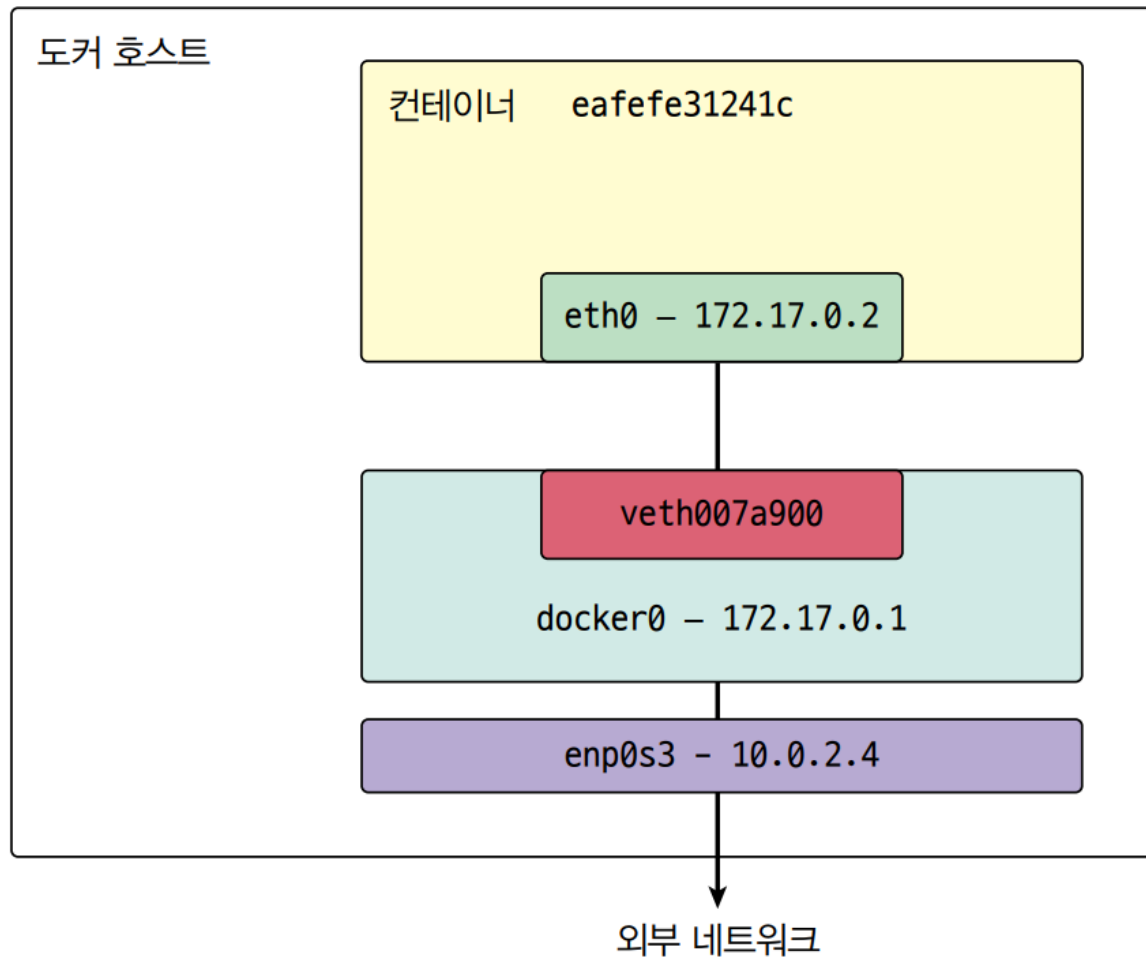 도커 호스트
컨테이너 eafefe31241c
eth0 – 172.17.0.2
veth007a900
docker0 – 172.17.0.1
enp0s3 - 10.0.2.4
외부 네트워크